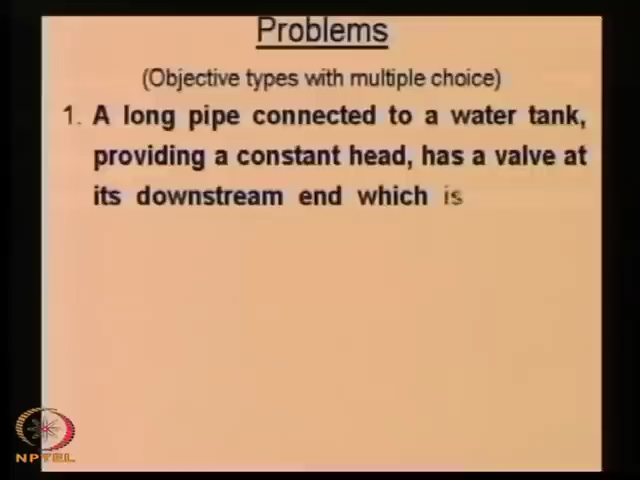 Problems
(Objective types with multiple choice)
1. A long pipe connected to a water tank,
providing a constant head, has a valve at
its downstream end which is
NPTEL